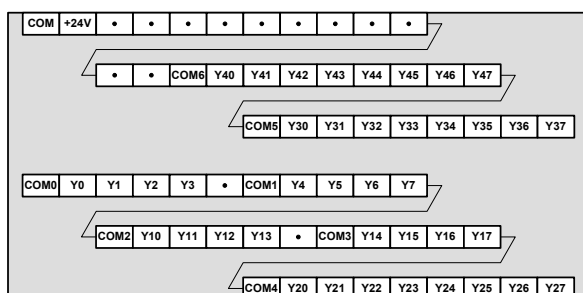 COM +24V • • • • • • • • •
• • COM6 Y40 Y41 Y42 Y43 Y44 Y45 Y46 Y47
COM5 Y30 Y31 Y32 Y33 Y34 Y35 Y36 Y37
COM0 Y0 Y1 Y2 Y3 • COM1 Y4 Y5 Y6 Y7
COM2 Y10 Y11 Y12 Y13 • COM3 Y14 Y15 Y16 Y17
COM4 Y20 Y21 Y22 Y23 Y24 Y25 Y26 Y27